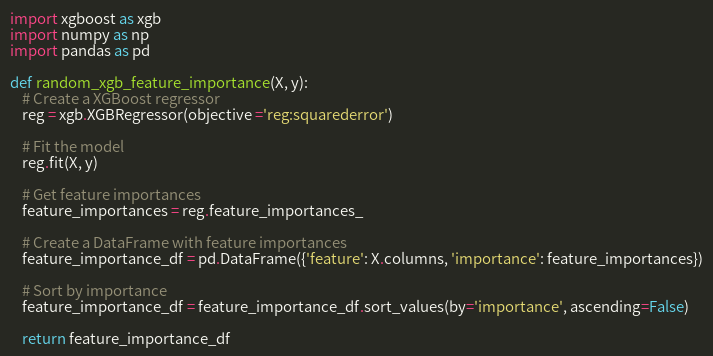 import xgboost as xgb
import numpy as np
import pandas as pd

def random_xgb_feature_importance(X, y):
    # Create a XGBoost regressor
    reg = xgb.XGBRegressor(objective ='reg:squarederror')

    # Fit the model
    reg.fit(X, y)

    # Get feature importances
    feature_importances = reg.feature_importances_

    # Create a DataFrame with feature importances
    feature_importance_df = pd.DataFrame({'feature': X.columns, 'importance': feature_importances})

    # Sort by importance
    feature_importance_df = feature_importance_df.sort_values(by='importance', ascending=False)

    return feature_importance_df